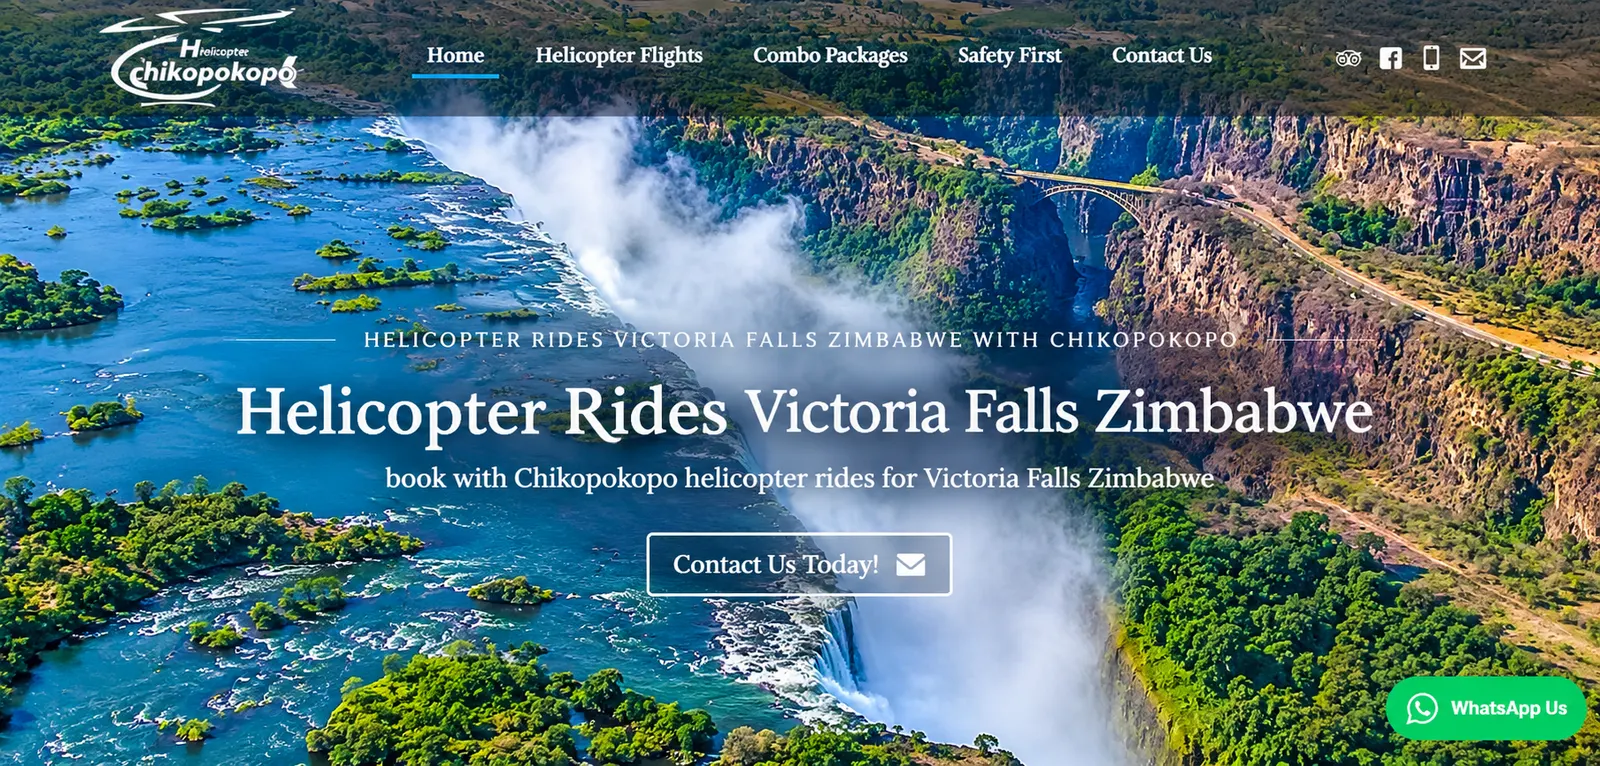 Helicopter
Chikopokopo
Home
Helicopter Flights
Combo Packages
Safety First
Contact Us
HELICOPTER RIDES VICTORIA FALLS ZIMBABWE WITH CHIKOPOKOPO
Helicopter Rides Victoria Falls Zimbabwe
book with Chikopokopo helicopter rides for Victoria Falls Zimbabwe
Contact Us Today!
WhatsApp Us